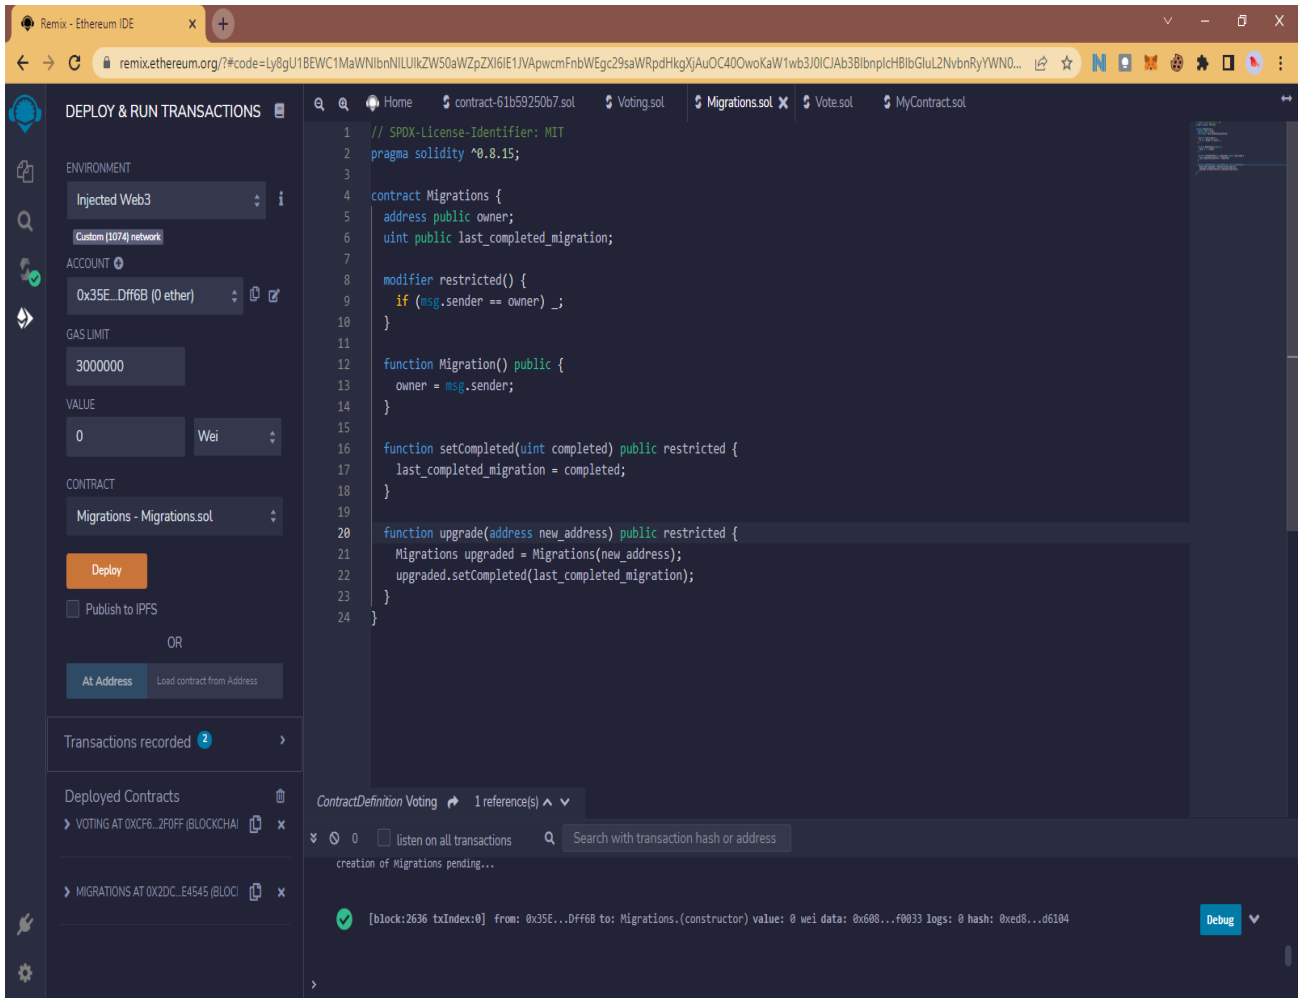 Remix - Ethereum IDE
remix.ethereum.org/?#code=Ly8gU1BEWC1MaWNlbnNlLUlkZW50aWZpZXI6IE1JVApwcmFnbWEgc29saWRpdHkgXjAuOC40OwoKaW1wb3J0ICJAb3BlbnplcHBlbGluL2NvbnRyYWN0...
DEPLOY & RUN TRANSACTIONS
Home
contract-61b59250b7.sol
Voting.sol
Migrations.sol
Vote.sol
MyContract.sol
ENVIRONMENT
Injected Web3
Custom (1074) network
ACCOUNT
0x35E...Dff6B (0 ether)
GAS LIMIT
3000000
VALUE
0
Wei
CONTRACT
Migrations - Migrations.sol
Deploy
Publish to IPFS
OR
At Address
Load contract from Address
Transactions recorded 2
Deployed Contracts
VOTING AT 0XCF6...2F0FF (BLOCKCHAI
MIGRATIONS AT 0X2DC...E4545 (BLOCI
1 // SPDX-License-Identifier: MIT
2 pragma solidity ^0.8.15;
3
4 contract Migrations {
5 address public owner;
6 uint public last_completed_migration;
7
8 modifier restricted() {
9 if (msg.sender == owner) _;
10 }
11
12 function Migration() public {
13 owner = msg.sender;
14 }
15
16 function setCompleted(uint completed) public restricted {
17 last_completed_migration = completed;
18 }
19
20 function upgrade(address new_address) public restricted {
21 Migrations upgraded = Migrations(new_address);
22 upgraded.setCompleted(last_completed_migration);
23 }
24 }
ContractDefinition Voting 1 reference(s)
0 listen on all transactions
Search with transaction hash or address
creation of Migrations pending...
[block:2636 txIndex:0] from: 0x35E...Dff6B to: Migrations.(constructor) value: 0 wei data: 0x608...f0033 logs: 0 hash: 0xed8...d6104
Debug
>